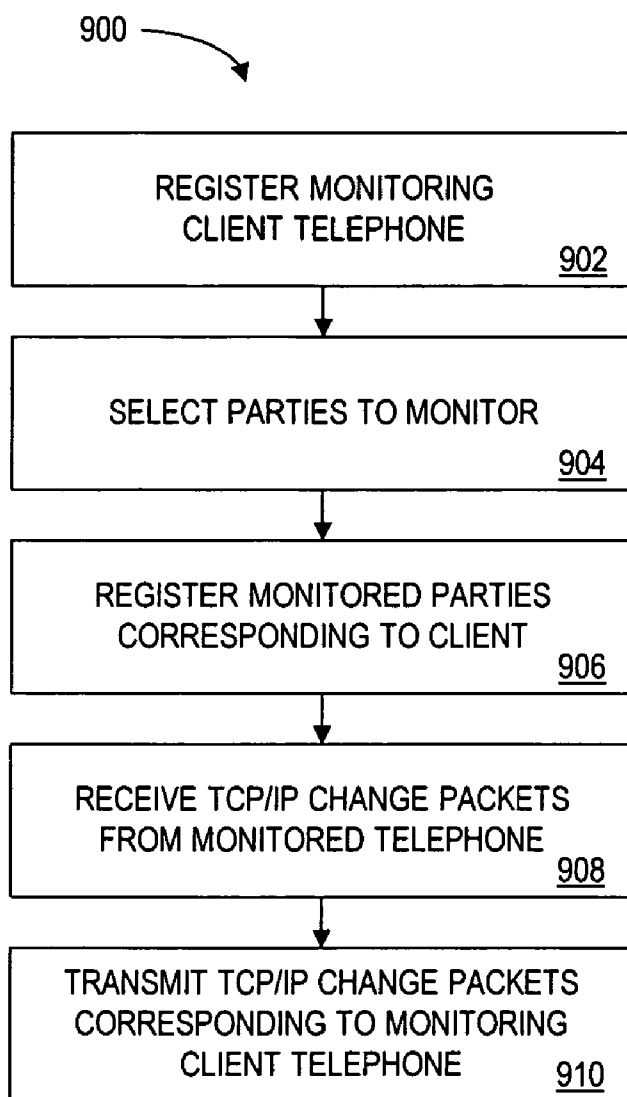 900
REGISTER MONITORING
CLIENT TELEPHONE
902
SELECT PARTIES TO MONITOR
904
REGISTER MONITORED PARTIES
CORRESPONDING TO CLIENT
906
RECEIVE TCP/IP CHANGE PACKETS
FROM MONITORED TELEPHONE
908
TRANSMIT TCP/IP CHANGE PACKETS
CORRESPONDING TO MONITORING
CLIENT TELEPHONE
910